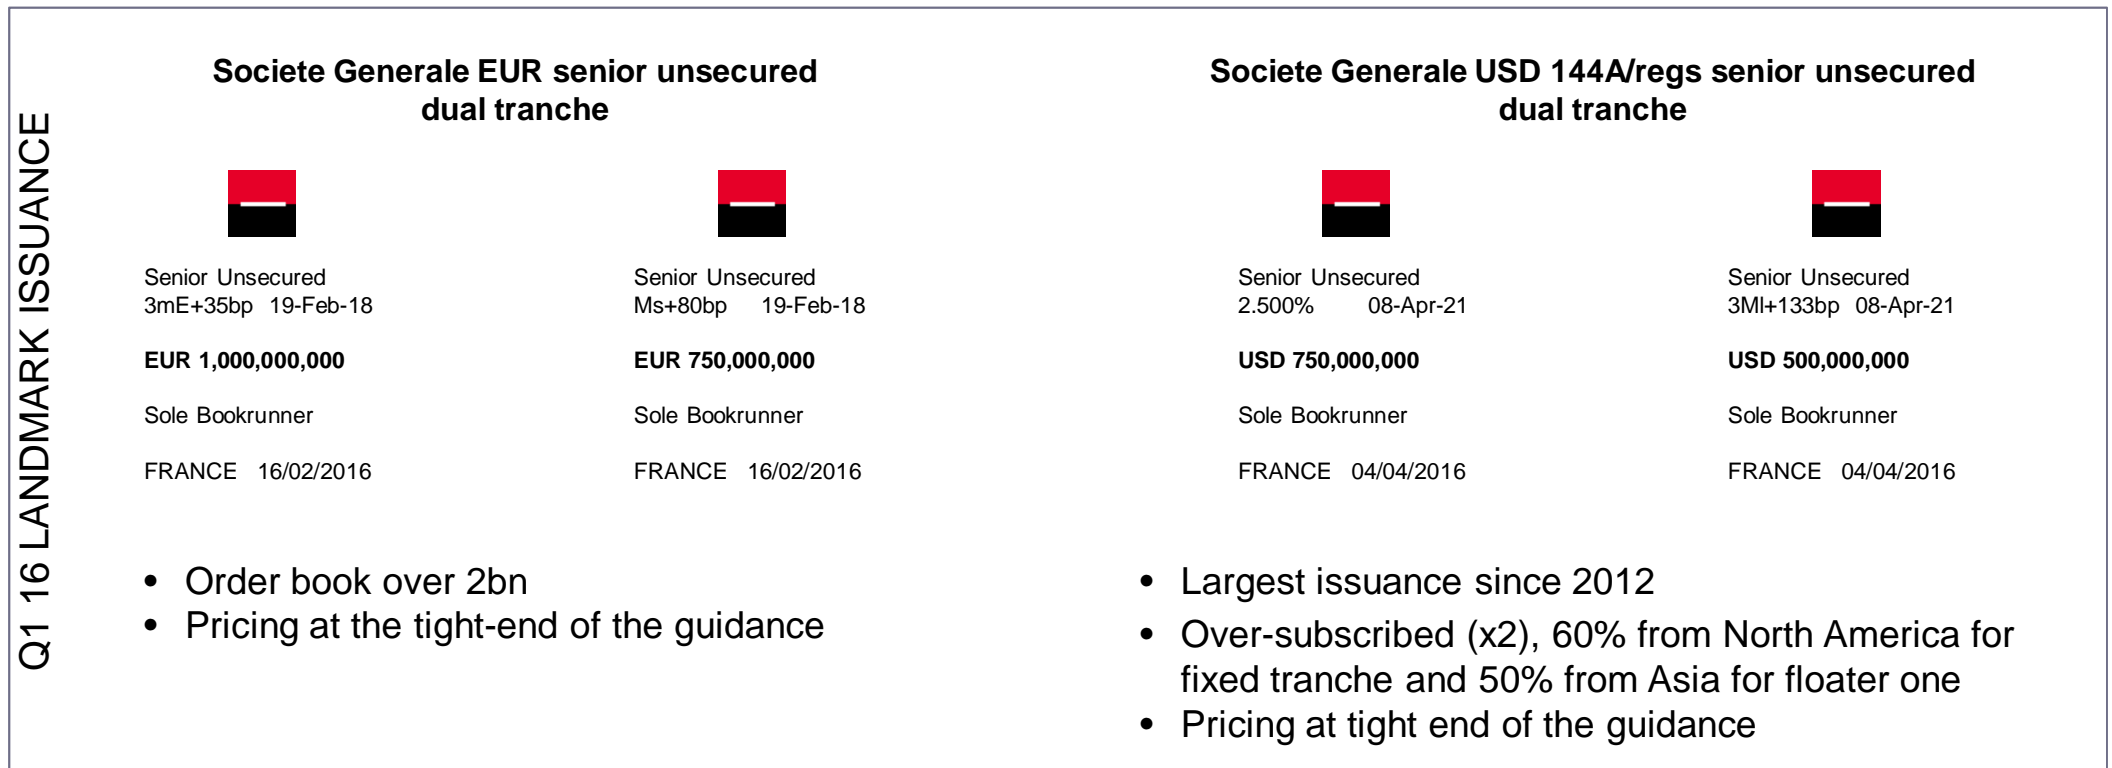 Q1 16 LANDMARK ISSUANCE
Societe Generale EUR senior unsecured
dual tranche
Senior Unsecured
3mE+35bp 19-Feb-18
EUR 1,000,000,000
Sole Bookrunner
FRANCE 16/02/2016
Senior Unsecured
Ms+80bp 19-Feb-18
EUR 750,000,000
Sole Bookrunner
FRANCE 16/02/2016
• Order book over 2bn
• Pricing at the tight-end of the guidance
Societe Generale USD 144A/regs senior unsecured
dual tranche
Senior Unsecured
2.500% 08-Apr-21
USD 750,000,000
Sole Bookrunner
FRANCE 04/04/2016
Senior Unsecured
3Ml+133bp 08-Apr-21
USD 500,000,000
Sole Bookrunner
FRANCE 04/04/2016
• Largest issuance since 2012
• Over-subscribed (x2), 60% from North America for
fixed tranche and 50% from Asia for floater one
• Pricing at tight end of the guidance